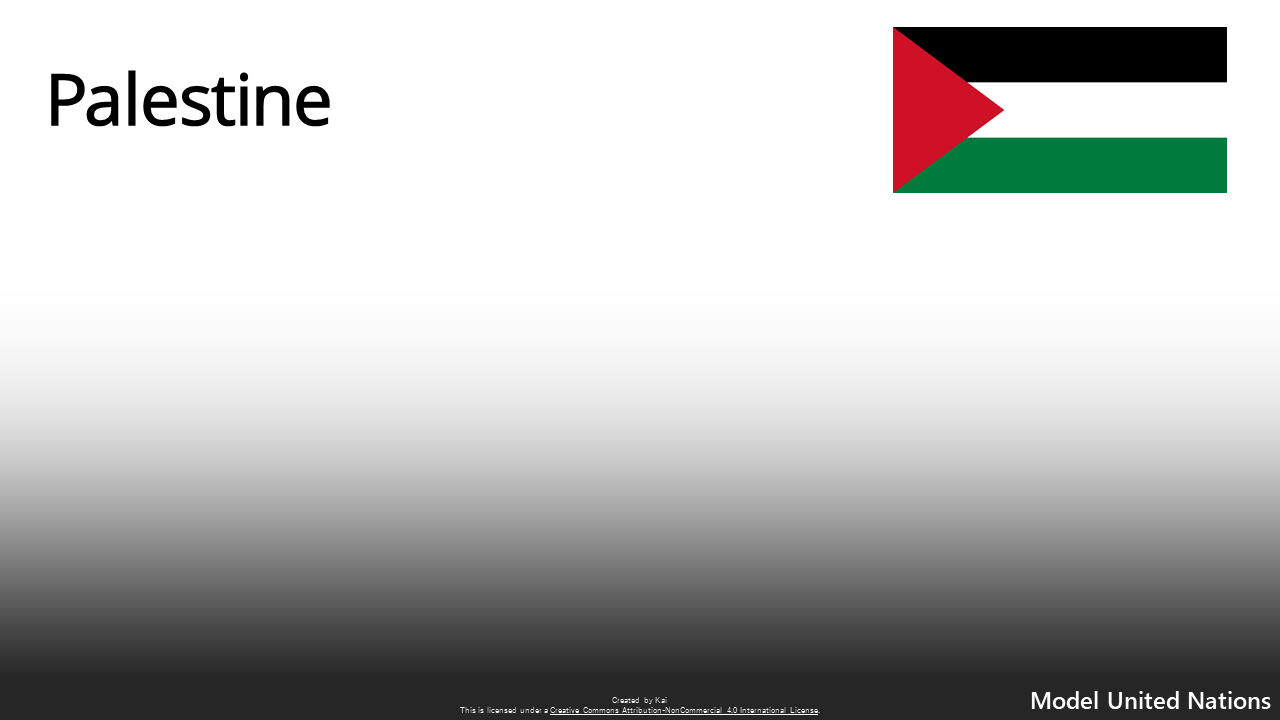 Palestine
Created by Kai
This is licensed under a Creative Commons Attribution-NonCommercial 4.0 International License.
Model United Nations